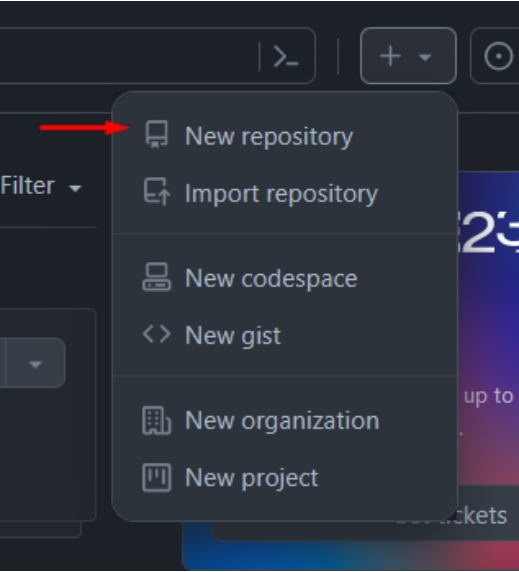 Filter
New repository
Import repository
New codespace
New gist
New organization
New project
up to